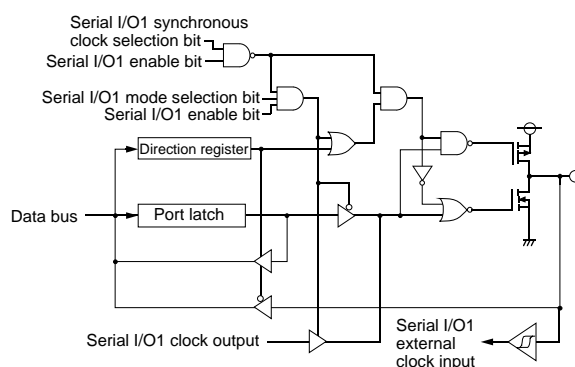 Serial I/O1 synchronous
clock selection bit
Serial I/O1 enable bit
Serial I/O1 mode selection bit
Serial I/O1 enable bit
Direction register
Data bus
Port latch
Serial I/O1 clock output
Serial I/O1
external
clock input